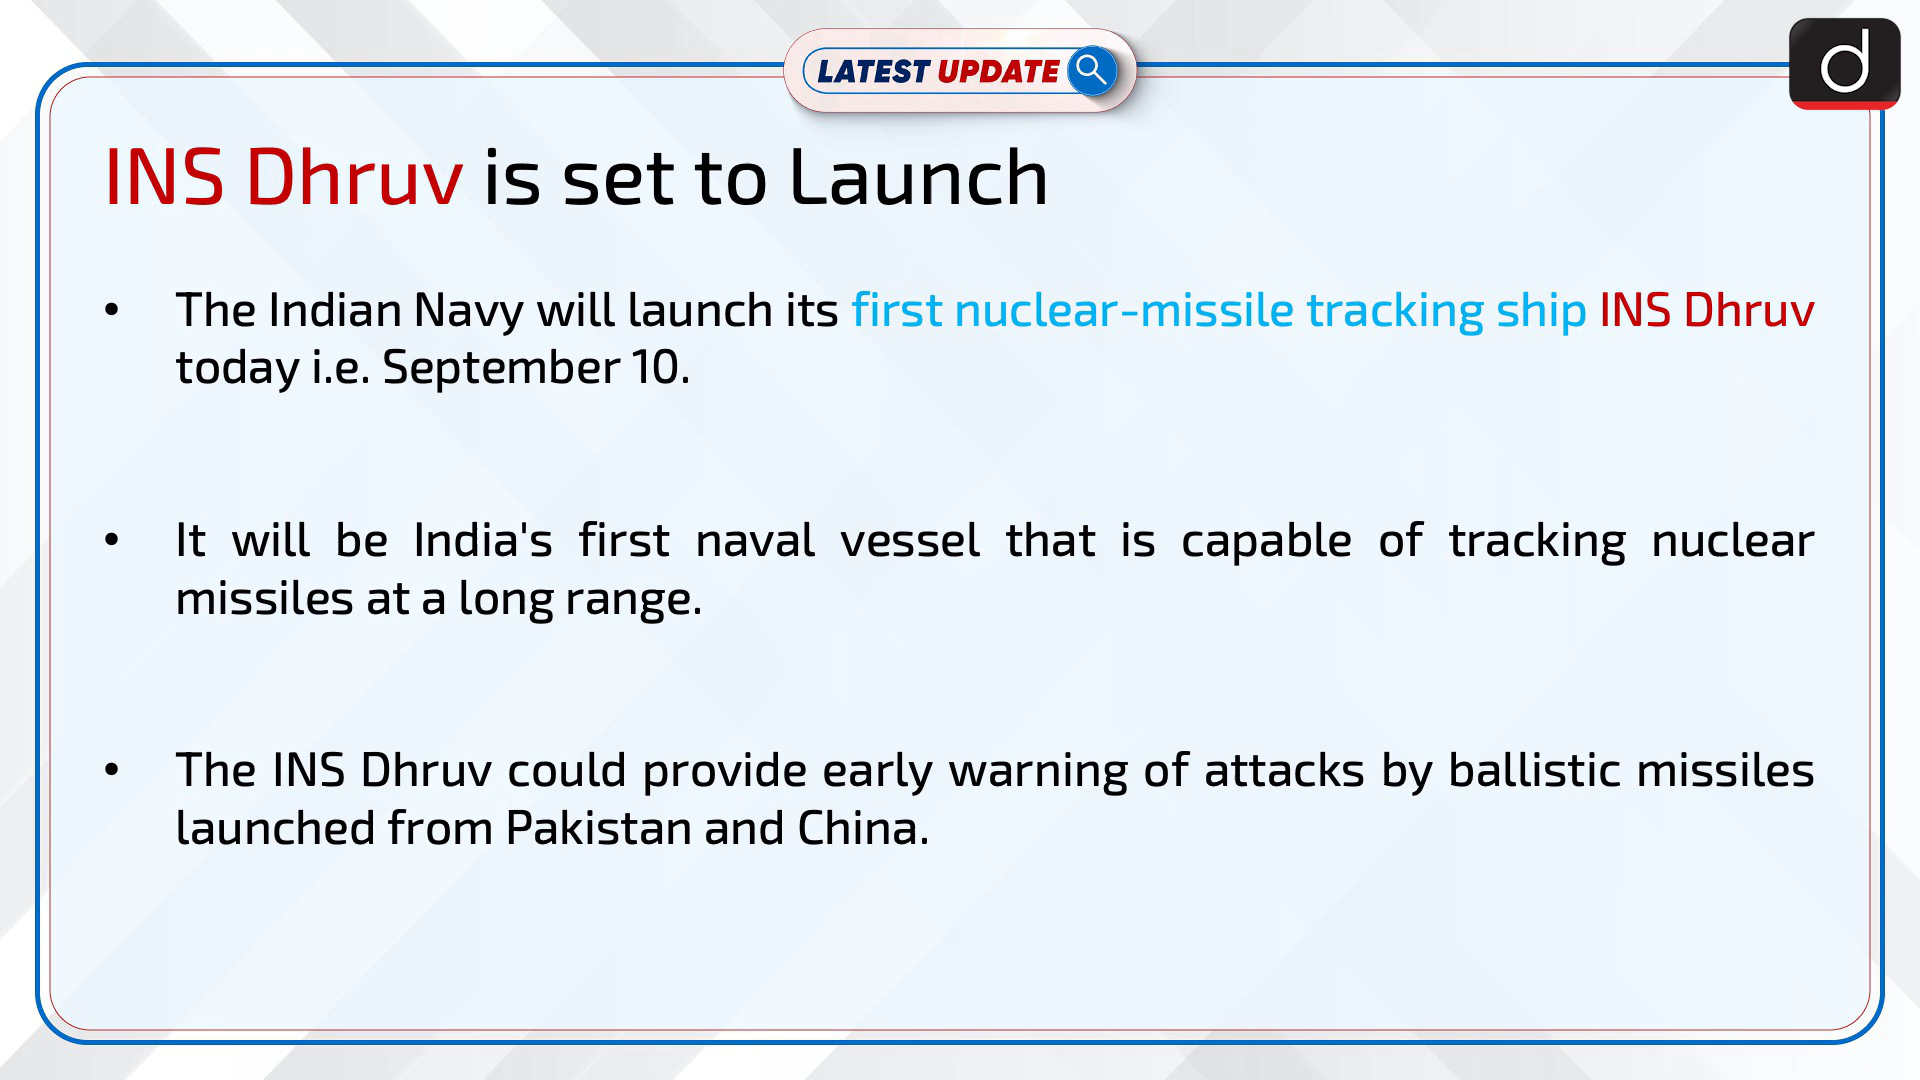 LATEST UPDATE
d
INS Dhruv is set to Launch
• The Indian Navy will launch its first nuclear-missile tracking ship INS Dhruv
today i.e. September 10.
• It will be India's first naval vessel that is capable of tracking nuclear
missiles at a long range.
• The INS Dhruv could provide early warning of attacks by ballistic missiles
launched from Pakistan and China.